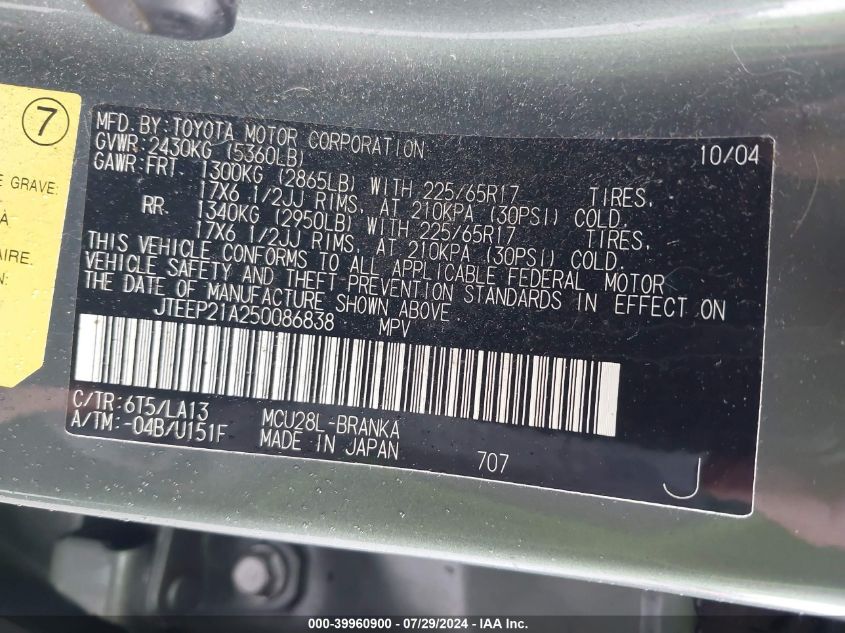 7
E GRAVE:
À
AIRE.
N:
MFD. BY: TOYOTA MOTOR CORPORATION 10/04
GVWR: 2430KG (5360LB)
GAWR: FRT 1300KG (2865LB) WITH 225/65R17 TIRES,
17X6 1/2JJ RIMS, AT 210KPA (30PSI) COLD.
RR 1340KG (2950LB) WITH 225/65R17 TIRES,
17X6 1/2JJ RIMS, AT 210KPA (30PSI) COLD.
THIS VEHICLE CONFORMS TO ALL APPLICABLE FEDERAL MOTOR
VEHICLE SAFETY AND THEFT-PREVENTION STANDARDS IN EFFECT ON
THE DATE OF MANUFACTURE SHOWN ABOVE
JTEEP21A250086838 MPV
C/TR: 6T5/LA13 MCU28L-BRANKA
A/TM: -04B/U151F MADE IN JAPAN 707 J
000-39960900 - 07/29/2024 - IAA Inc.